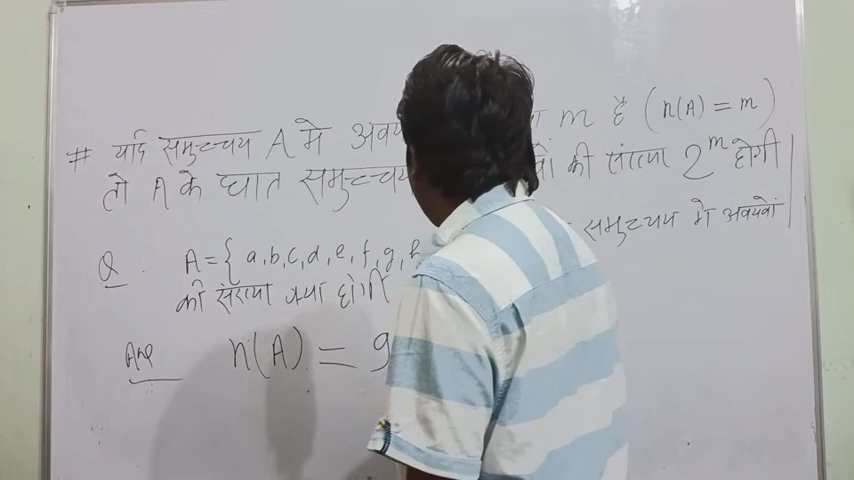 # यदि समुच्चय A मे अवय m है (n(A) = m)
तो A के घात समुच्चय वों की संख्या 2^m होगी
Q. A = { a,b,c,d,e,f,g,h समुच्चय मे अवयवों
की संख्या क्या होगी
Ans n(A) = 9